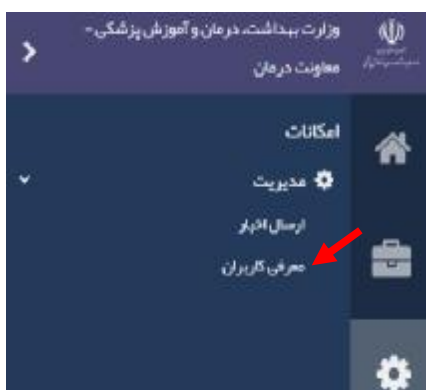 وزارت بهداشت، درمان و آموزش پزشکی -
معاونت درمان
امکانات
مدیریت
ارسال اخبار
معرفی کاربران